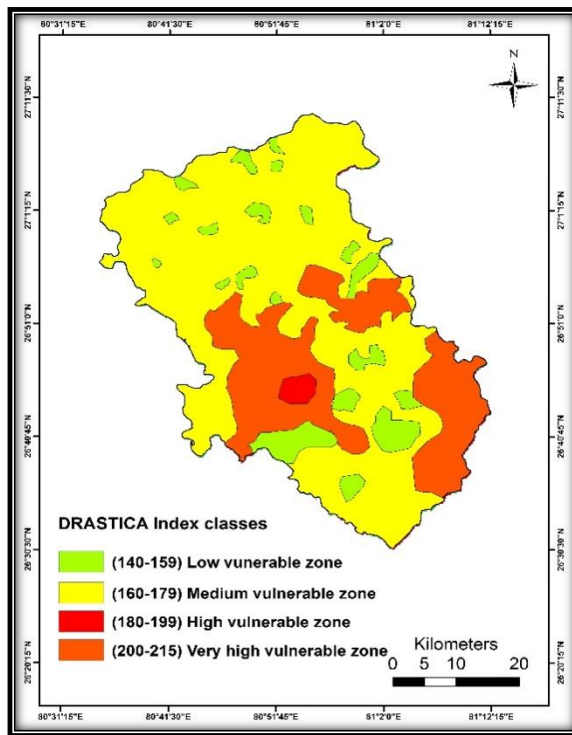 80°31'15"E 80°41'30"E 80°51'45"E 81°2'0"E 81°12'15"E
N
27°11'30"N 27°11'30"N
27°1'15"N 27°1'15"N
26°51'0"N 26°51'0"N
26°40'45"N 26°40'45"N
26°30'30"N 26°30'30"N
26°20'15"N 26°20'15"N
DRASTICA Index classes
(140-159) Low vunerable zone
(160-179) Medium vulnerable zone
(180-199) High vulnerable zone
(200-215) Very high vulnerable zone
Kilometers
0 5 10 20
80°31'15"E 80°41'30"E 80°51'45"E 81°2'0"E 81°12'15"E